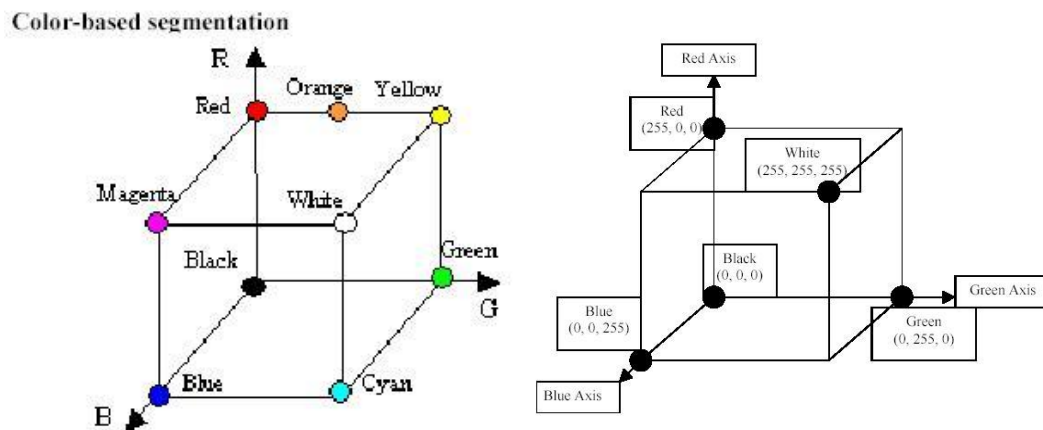 Color-based segmentation
R
Orange
Yellow
Red
Magenta
White
Black
Green
G
Blue
Cyan
B
Red Axis
Red
(255, 0, 0)
White
(255, 255, 255)
Black
(0, 0, 0)
Green Axis
Blue
(0, 0, 255)
Green
(0, 255, 0)
Blue Axis